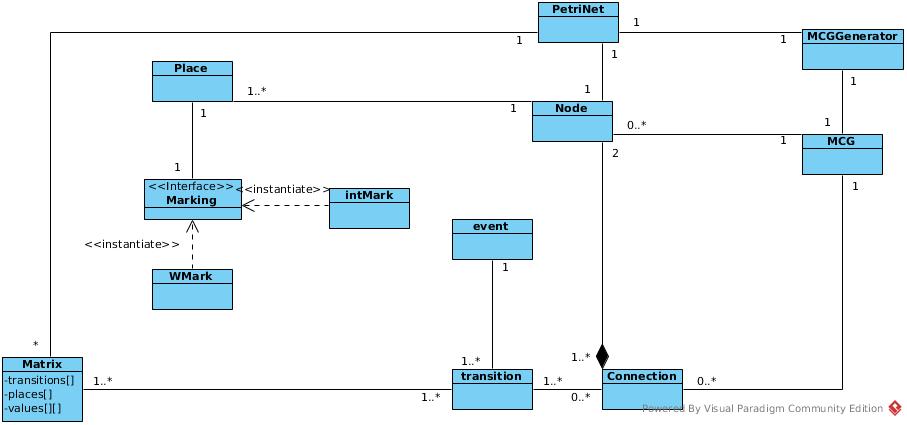 PetriNet
1
1
1
1
MCGGenerator
Place
1..*
1
1
1
Node
0..*
1
1
1
MCG
2
1
1
1
<<Interface>>
Marking
<<instantiate>>
intMark
<<instantiate>>
WMark
event
1
*
Matrix
-transitions[]
-places[]
-values[][]
1..*
1..*
1..*
transition
1..*
0..*
1..*
Connection
0..*
Powered By Visual Paradigm Community Edition